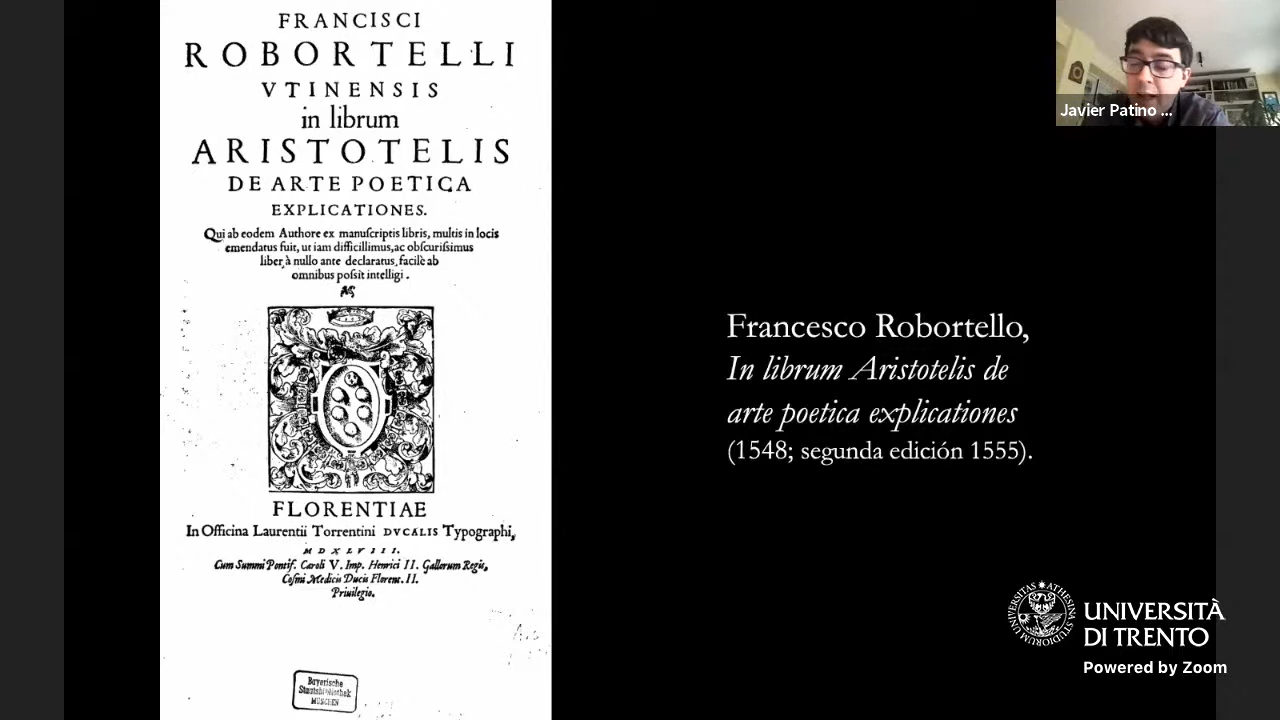 FRANCISCI
ROBORTELLI
VTINENSIS
in librum
ARISTOTELIS
DE ARTE POETICA
EXPLICATIONES.
Qui ab eodem Authore ex manuſcriptis libris, multis in locis
emendatus fuit, ut iam difficillimus, ac obſcuriſsimus
liber à nullo ante declaratus, facilè ab
omnibus poſsit intelligi.
FLORENTIAE
In Officina Laurentii Torrentini DVCALIS Typographi,
MDXLVIII.
Cum Summi Pontif. Caroli V. Imp. Henrici II. Gallorum Regis,
Coſmi Medicis Ducis Florent. II.
Priuilegio.
Bayerische
Staatsbibliothek
MÜNCHEN
Javier Patino ...
Francesco Robortello,
In librum Aristotelis de
arte poetica explicationes
(1548; segunda edición 1555).
UNIVERSITAS ATHESINA STUDIORUM
UNIVERSITÀ
DI TRENTO
Powered by Zoom